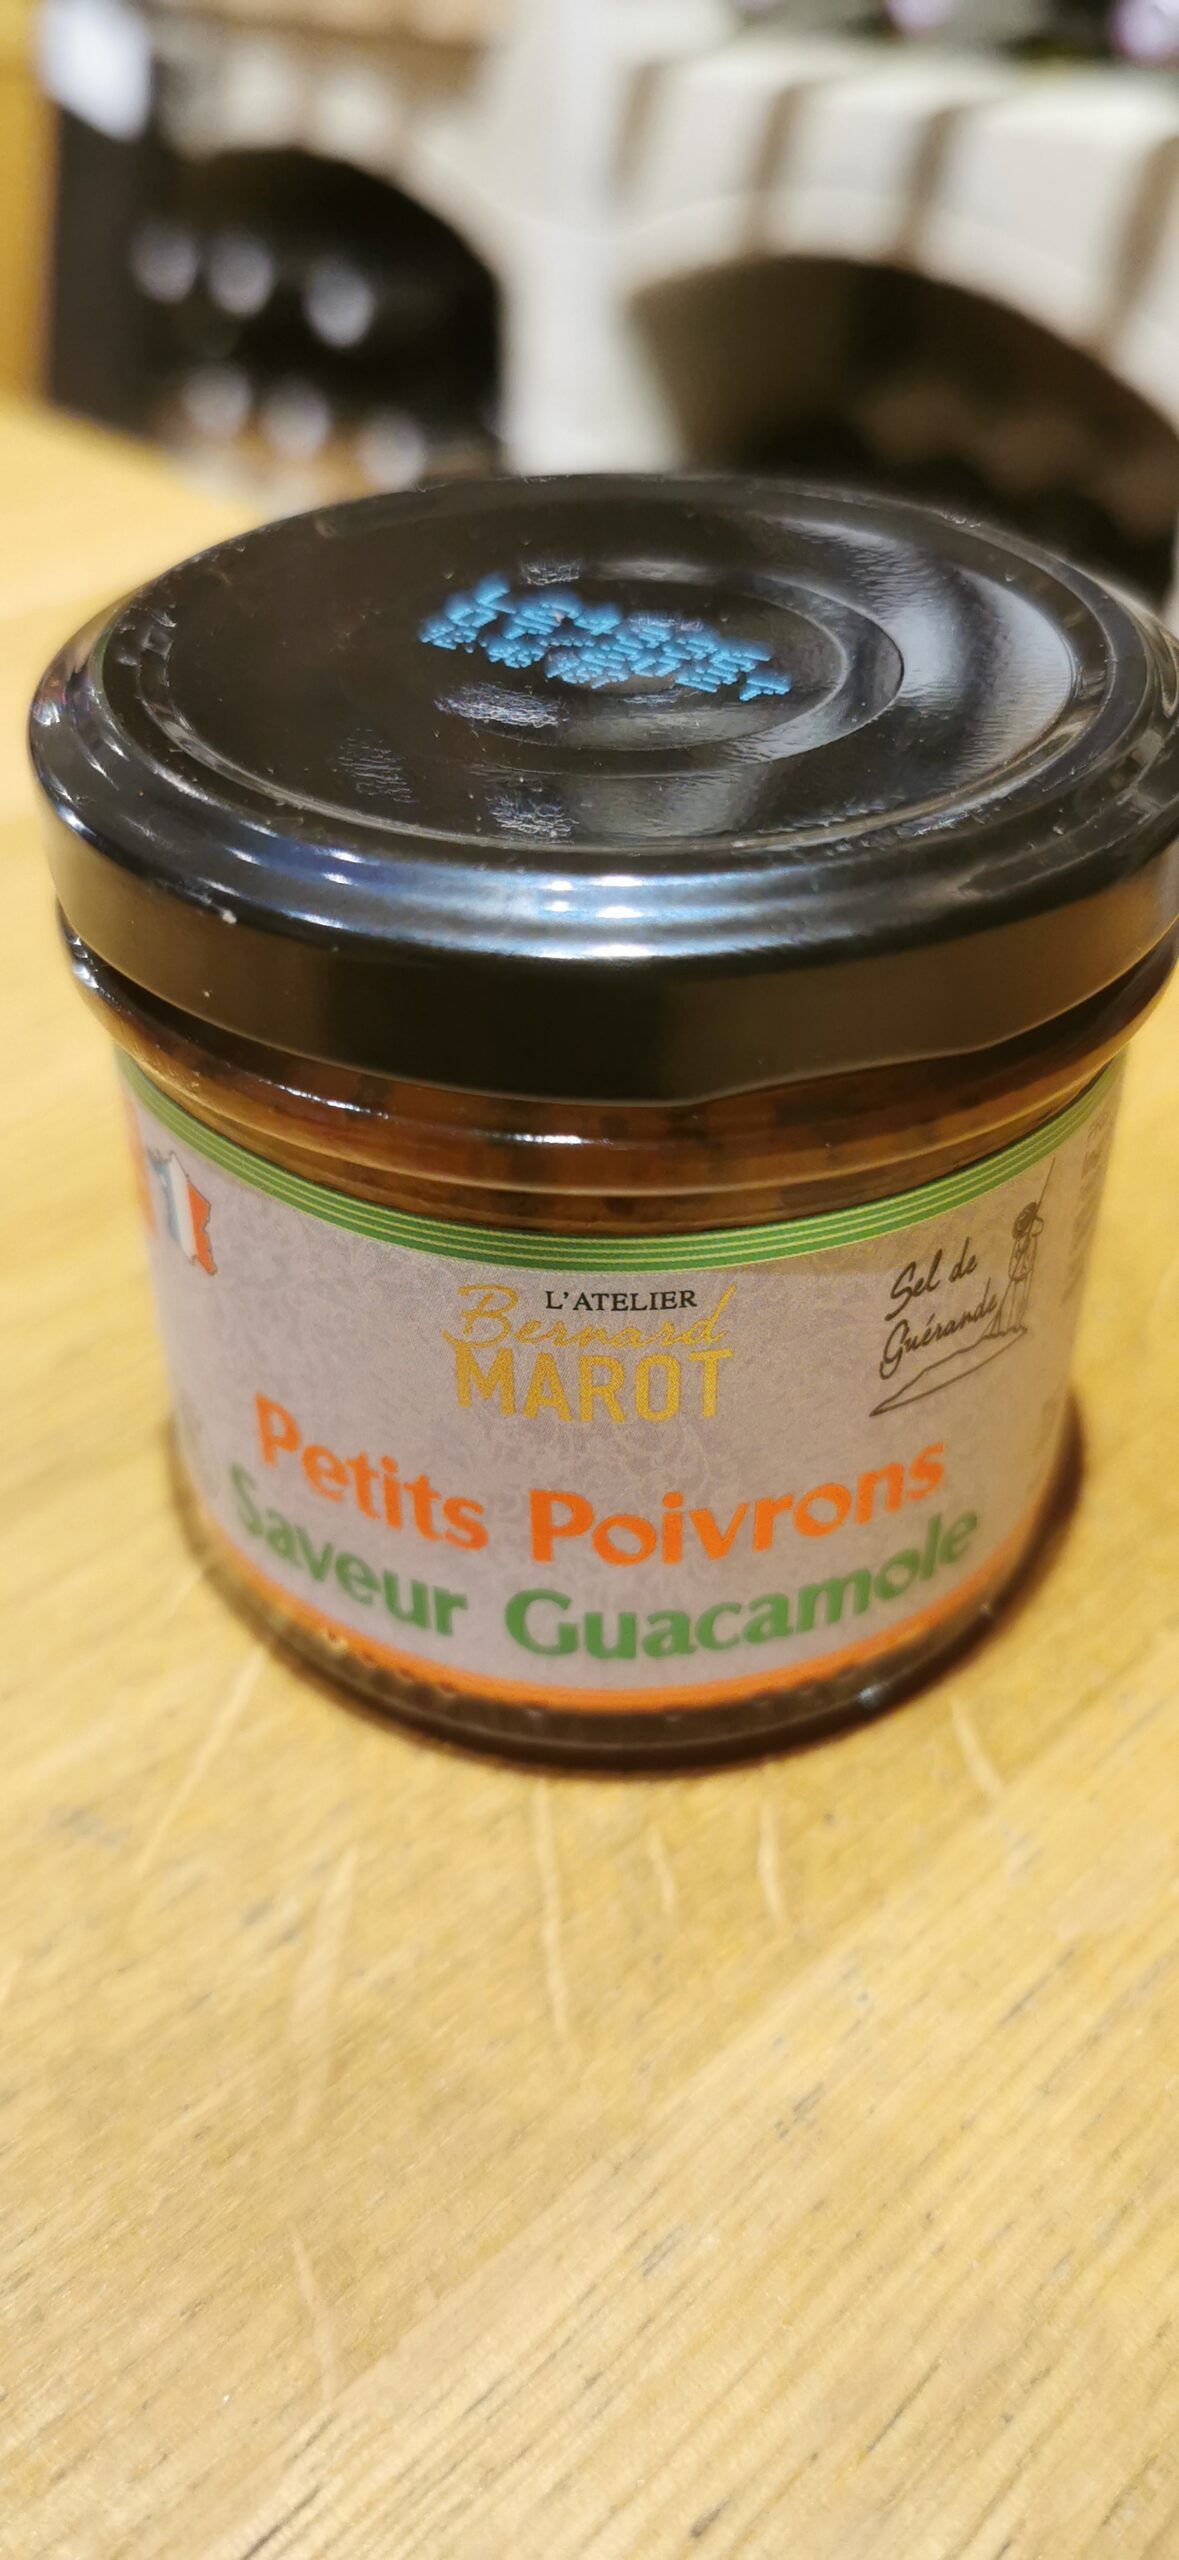 L'ATELIER
Bernard
MAROT
Sel de
Guérande
Petits Poivrons
Saveur Guacamole